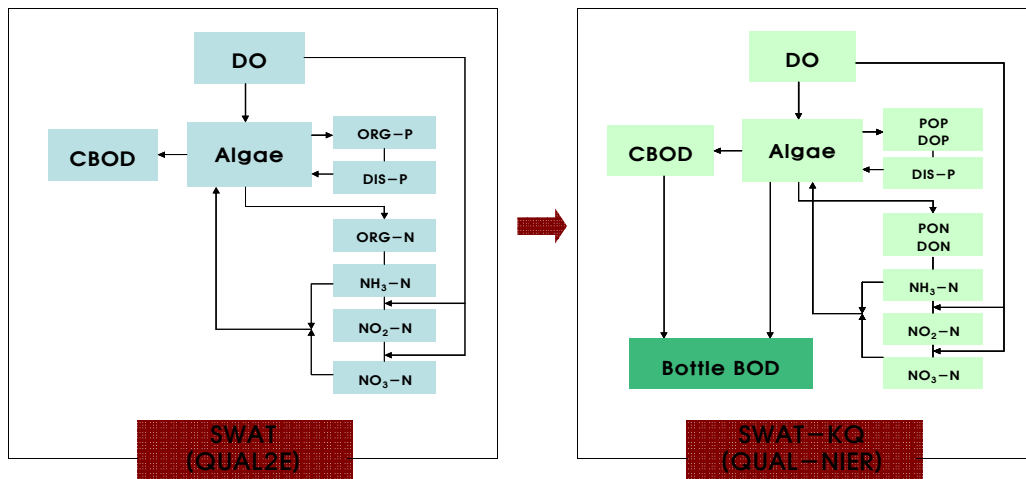 DO
CBOD
Algae
ORG-P
DIS-P
ORG-N
NH₃-N
NO₂-N
NO₃-N
SWAT
(QUAL2E)
DO
CBOD
Algae
POP
DOP
DIS-P
PON
DON
NH₃-N
NO₂-N
NO₃-N
Bottle BOD
SWAT-KQ
(QUAL-NIER)